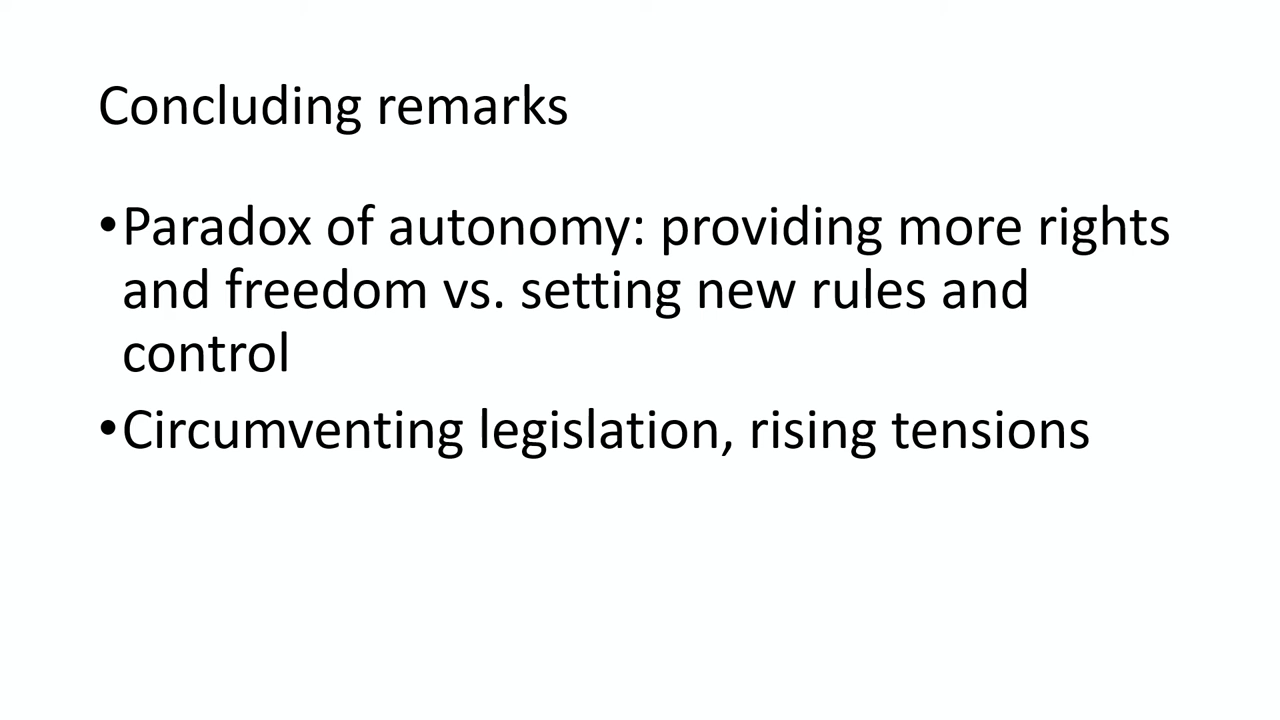 Concluding remarks
•Paradox of autonomy: providing more rights
and freedom vs. setting new rules and
control
•Circumventing legislation, rising tensions